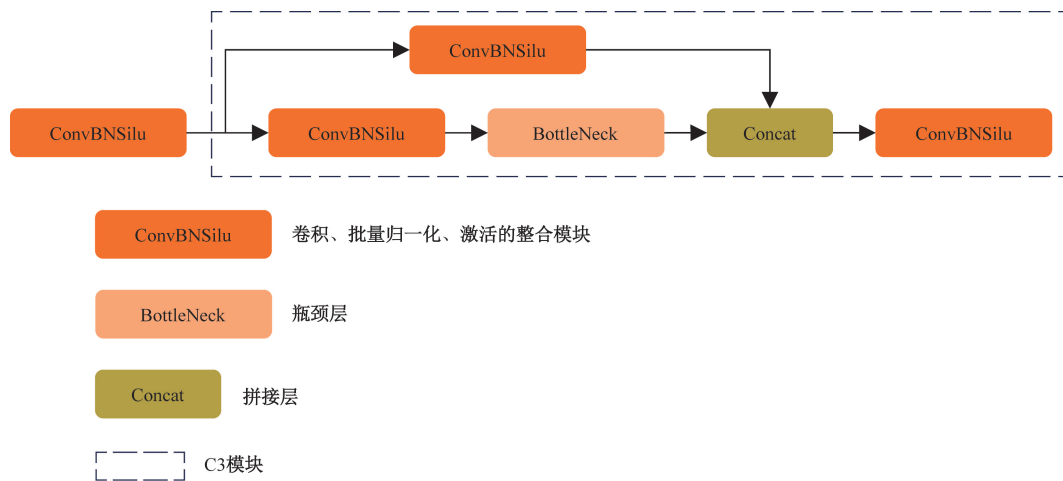 ConvBNSilu
ConvBNSilu ConvBNSilu BottleNeck Concat ConvBNSilu
ConvBNSilu 卷积、批量归一化、激活的整合模块
BottleNeck 瓶颈层
Concat 拼接层
C3模块